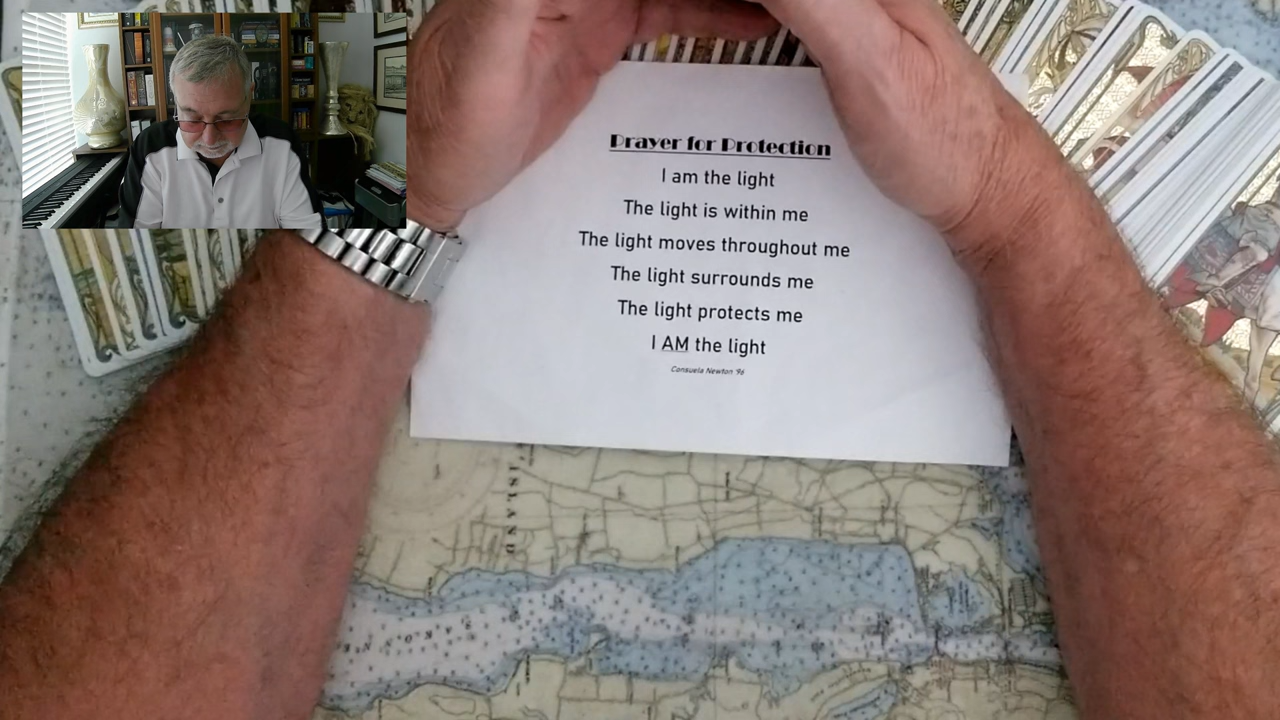 Prayer for Protection
I am the light
The light is within me
The light moves throughout me
The light surrounds me
The light protects me
I AM the light
Consuela Newton '96
ISLAND